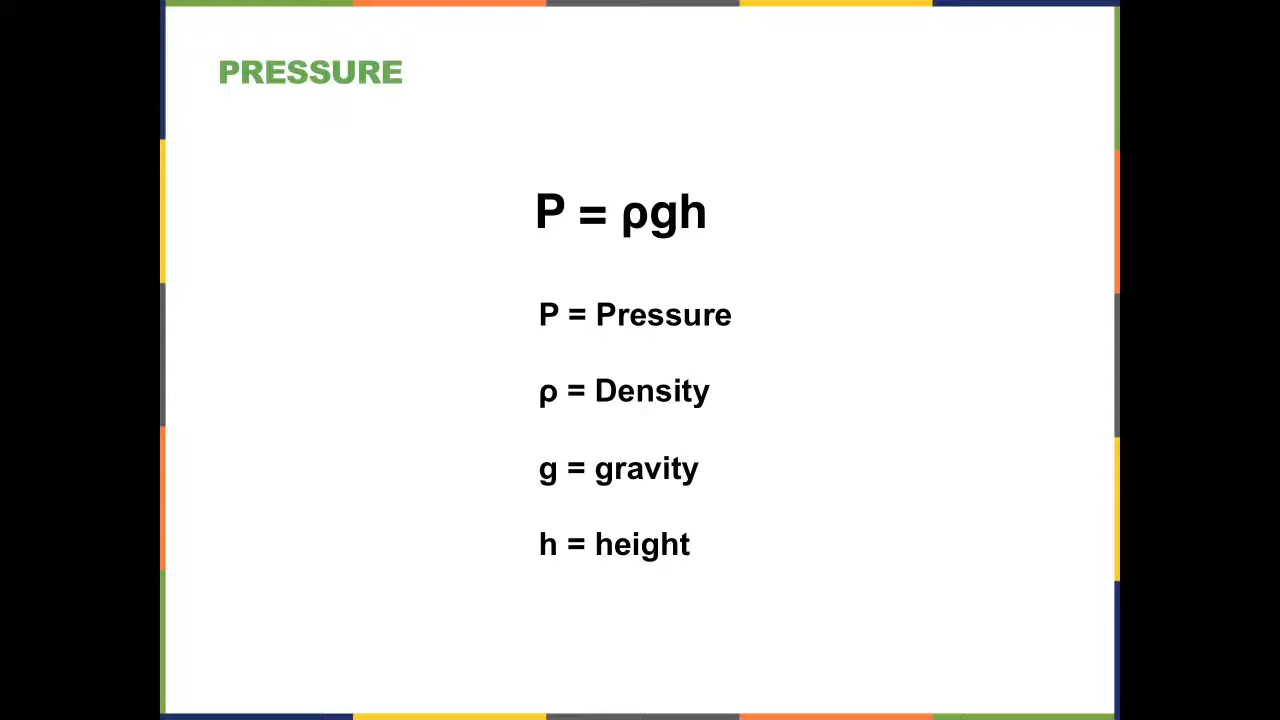 PRESSURE
P = ρgh
P = Pressure
ρ = Density
g = gravity
h = height